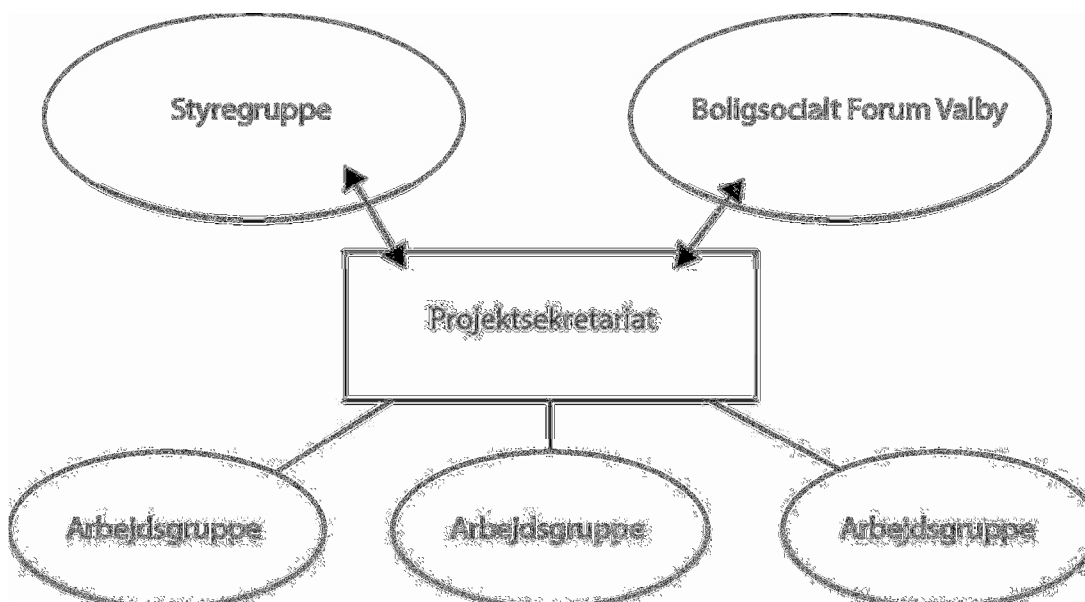 Styregruppe
Boligsocialt Forum Valby
Projektsekretariat
Arbejdsgruppe
Arbejdsgruppe
Arbejdsgruppe